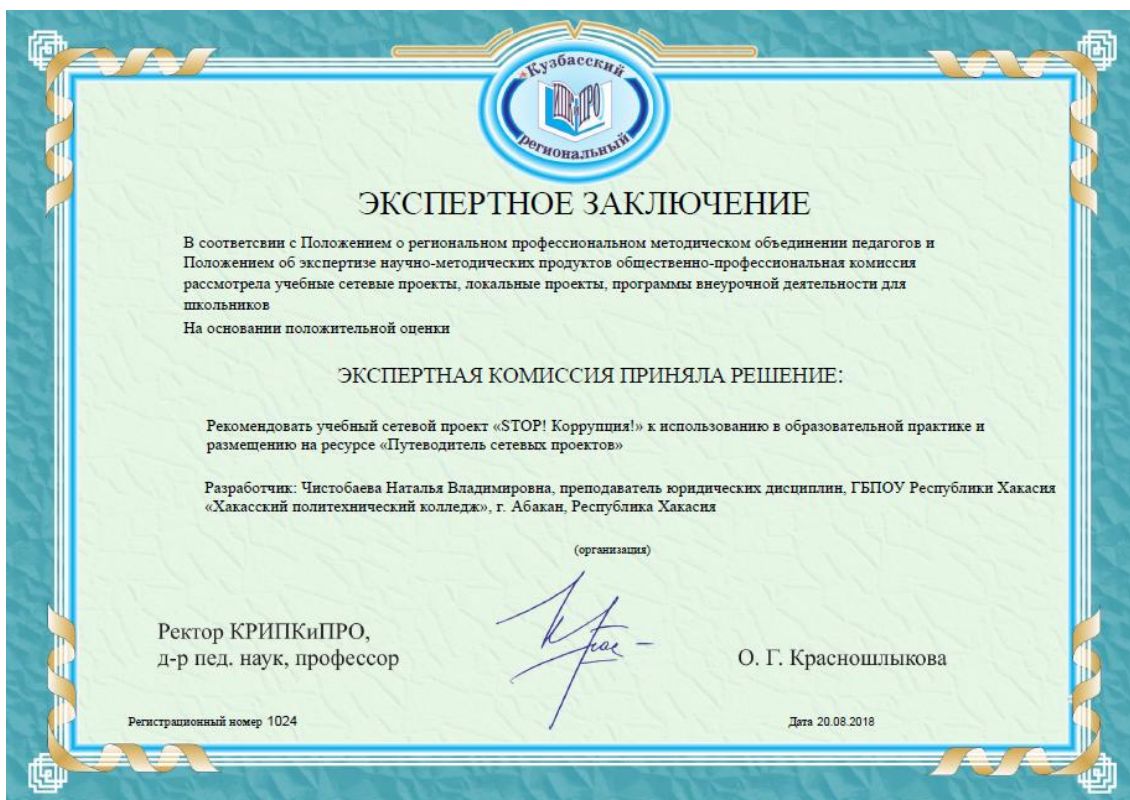 Кузбасский
ИПКиПРО
региональный
ЭКСПЕРТНОЕ ЗАКЛЮЧЕНИЕ
В соответсвии с Положением о региональном профессиональном методическом объединении педагогов и
Положением об экспертизе научно-методических продуктов общественно-профессиональная комиссия
рассмотрела учебные сетевые проекты, локальные проекты, программы внеурочной деятельности для
школьников
На основании положительной оценки
ЭКСПЕРТНАЯ КОМИССИЯ ПРИНЯЛА РЕШЕНИЕ:
Рекомендовать учебный сетевой проект «STOP! Коррупция!» к использованию в образовательной практике и
размещению на ресурсе «Путеводитель сетевых проектов»
Разработчик: Чистобаева Наталья Владимировна, преподаватель юридических дисциплин, ГБПОУ Республики Хакасия
«Хакасский политехнический колледж», г. Абакан, Республика Хакасия
(организация)
Ректор КРИПКиПРО,
д-р пед. наук, профессор
О. Г. Красношлыкова
Регистрационный номер 1024
Дата 20.08.2018